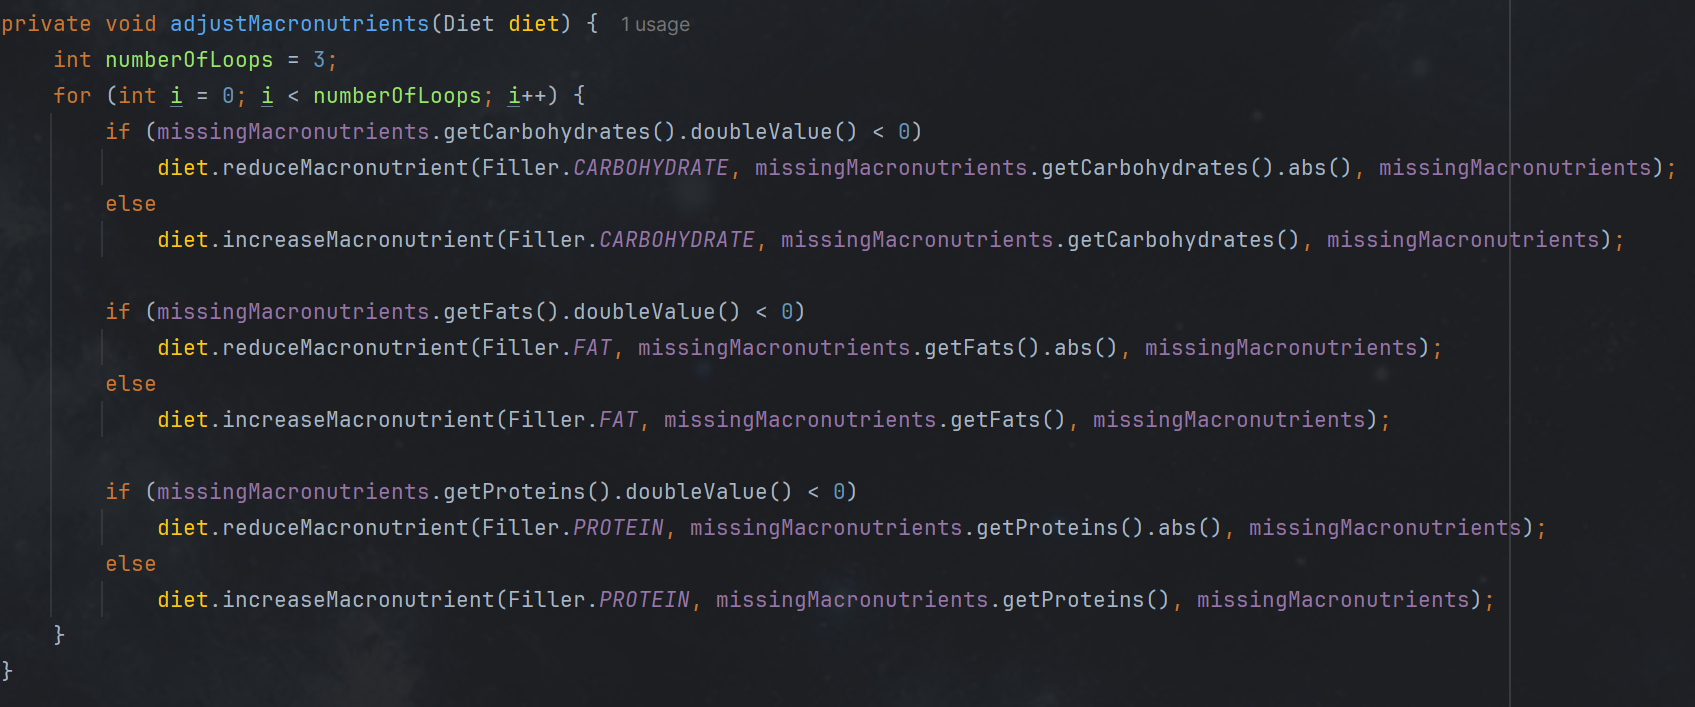 private void adjustMacronutrients(Diet diet) { 1 usage
int numberOfLoops = 3;
for (int i = 0; i < numberOfLoops; i++) {
if (missingMacronutrients.getCarbohydrates().doubleValue() < 0)
diet.reduceMacronutrient(Filler.CARBOHYDRATE, missingMacronutrients.getCarbohydrates().abs(), missingMacronutrients);
else
diet.increaseMacronutrient(Filler.CARBOHYDRATE, missingMacronutrients.getCarbohydrates(), missingMacronutrients);
if (missingMacronutrients.getFats().doubleValue() < 0)
diet.reduceMacronutrient(Filler.FAT, missingMacronutrients.getFats().abs(), missingMacronutrients);
else
diet.increaseMacronutrient(Filler.FAT, missingMacronutrients.getFats(), missingMacronutrients);
if (missingMacronutrients.getProteins().doubleValue() < 0)
diet.reduceMacronutrient(Filler.PROTEIN, missingMacronutrients.getProteins().abs(), missingMacronutrients);
else
diet.increaseMacronutrient(Filler.PROTEIN, missingMacronutrients.getProteins(), missingMacronutrients);
}
}